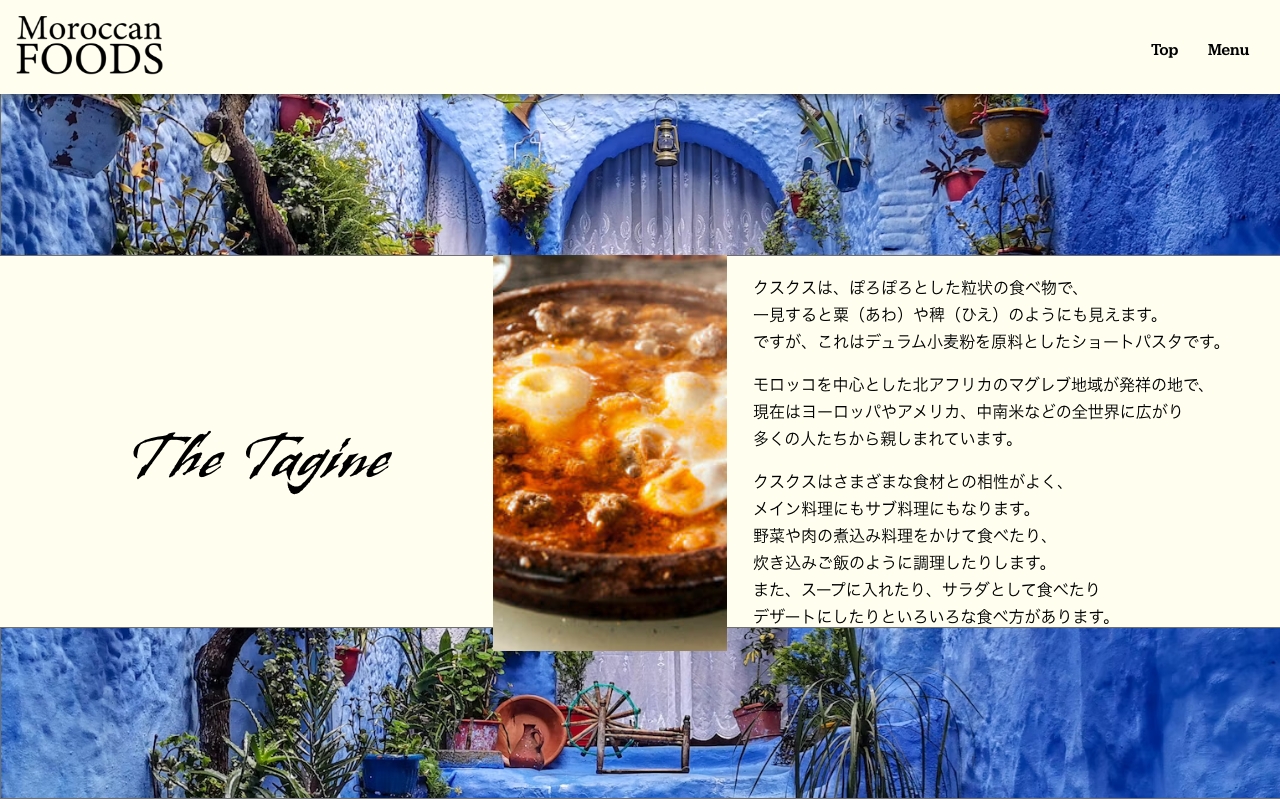 Moroccan
FOODS
Top
Menu
The Tagine
クスクスは、ぽろぽろとした粒状の食べ物で、
一見すると粟（あわ）や稗（ひえ）のようにも見えます。
ですが、これはデュラム小麦粉を原料としたショートパスタです。
モロッコを中心とした北アフリカのマグレブ地域が発祥の地で、
現在はヨーロッパやアメリカ、中南米などの全世界に広がり
多くの人たちから親しまれています。
クスクスはさまざまな食材との相性がよく、
メイン料理にもサブ料理にもなります。
野菜や肉の煮込み料理をかけて食べたり、
炊き込みご飯のように調理したりします。
また、スープに入れたり、サラダとして食べたり
デザートにしたりといろいろな食べ方があります。